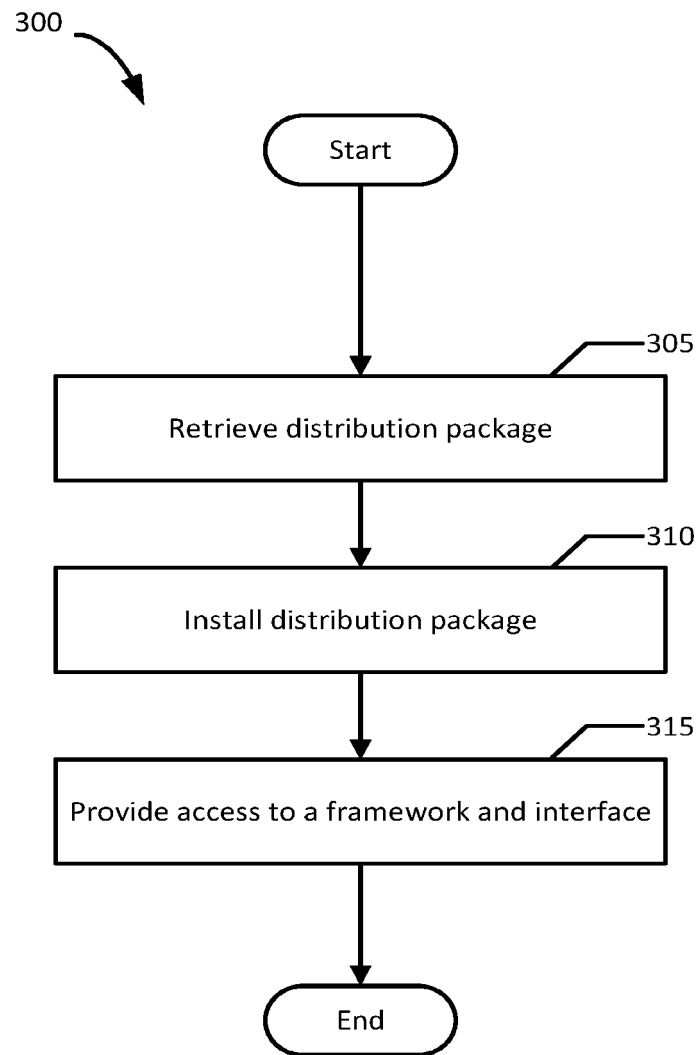 300
Start
305
Retrieve distribution package
310
Install distribution package
315
Provide access to a framework and interface
End